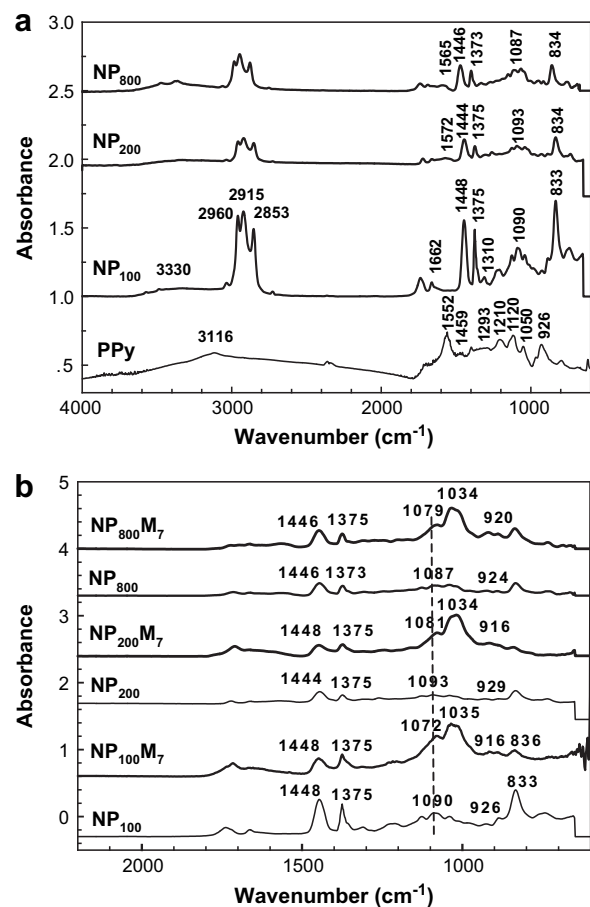 a
3.0
2.5
2.0
1.5
1.0
.5
Absorbance
NP800
1565
1446
1373
1087
834
NP200
1572
1444
1375
1093
834
NP100
3330
2960
2915
2853
1662
1448
1375
1310
1090
833
PPy
3116
1552
1459
1293
1210
1120
1050
926
4000 3000 2000 1000
Wavenumber (cm-1)
b
5
4
3
2
1
0
Absorbance
NP800M7 1446 1375 1079 1034 920
NP800 1446 1373 1087 924
NP200M7 1448 1375 1081 1034 916
NP200 1444 1375 1093 929
NP100M7 1448 1375 1072 1035 916 836
NP100 1448 1375 1090 926 833
2000 1500 1000
Wavenumber (cm-1)